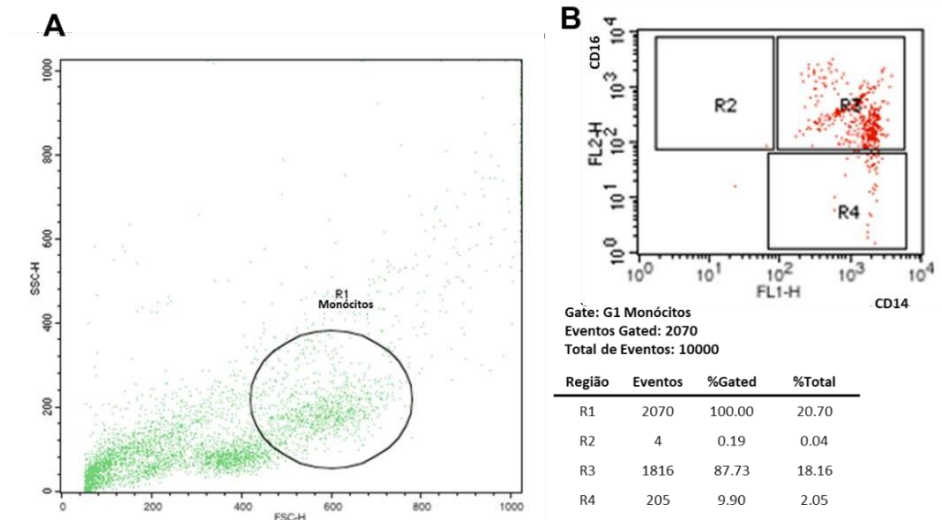 A
1000
800
600
400
200
0
SSC-H
R1
Monócitos
0
200
400
600
800
1000
FSC-H
B
CD16
FL2-H
10^4
10^3
10^2
10^1
10^0
R2
R3
R4
10^0
10^1
10^2
10^3
10^4
FL1-H
CD14
Gate: G1 Monócitos
Eventos Gated: 2070
Total de Eventos: 10000
Região Eventos %Gated %Total
R1 2070 100.00 20.70
R2 4 0.19 0.04
R3 1816 87.73 18.16
R4 205 9.90 2.05